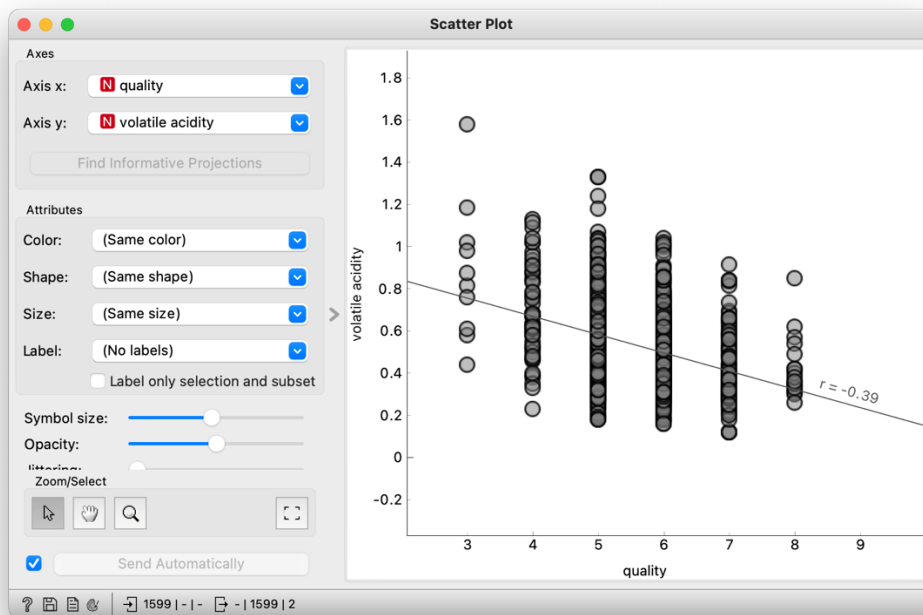 Scatter Plot
Axes
Axis x: N quality
Axis y: N volatile acidity
Find Informative Projections
Attributes
Color: (Same color)
Shape: (Same shape)
Size: (Same size)
Label: (No labels)
Label only selection and subset
Symbol size:
Opacity:
Jittering:
Zoom/Select
Send Automatically
? 1599 | - | - - | 1599 | 2
volatile acidity
1.8
1.6
1.4
1.2
1
0.8
0.6
0.4
0.2
0
-0.2
r = -0.39
3 4 5 6 7 8 9
quality